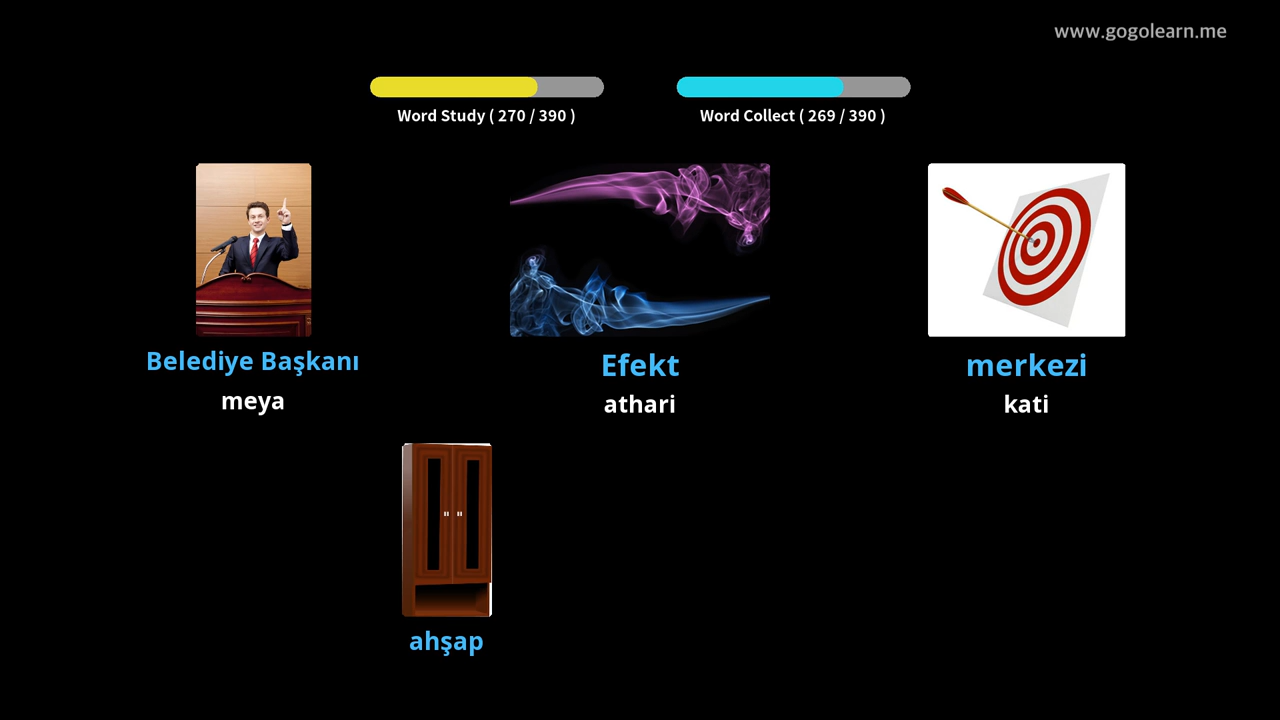 www.gogolearn.me
Word Study ( 270 / 390 )
Word Collect ( 269 / 390 )
Belediye Başkanı
meya
Efekt
athari
merkezi
kati
ahşap